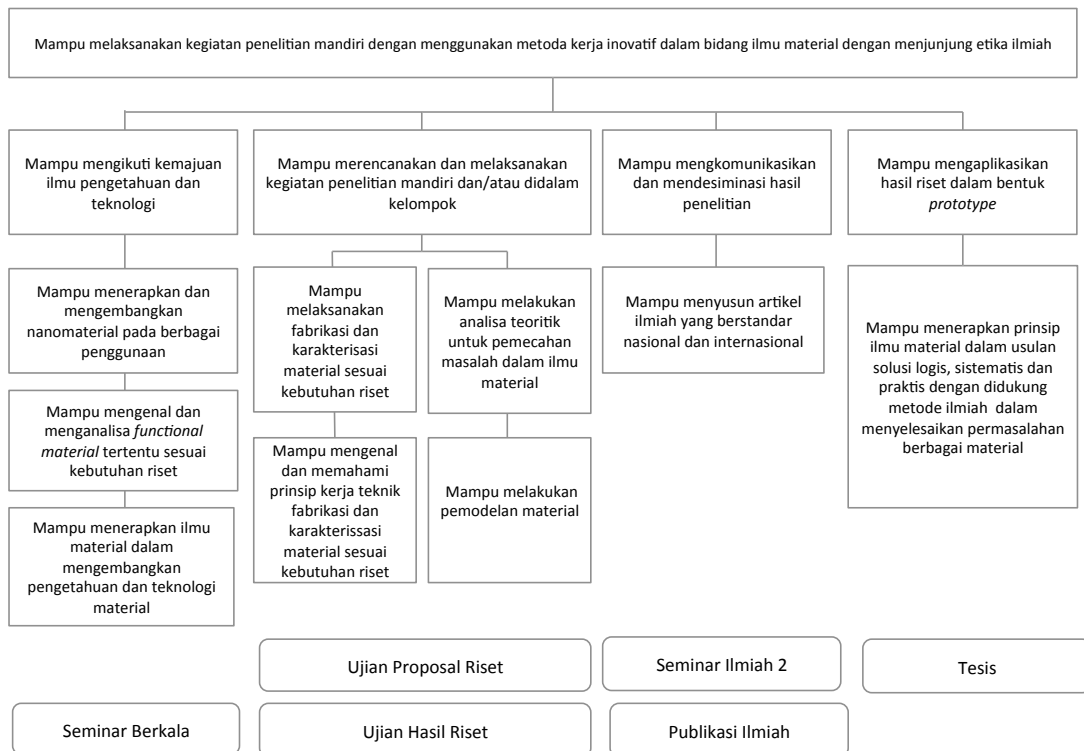 Mampu melaksanakan kegiatan penelitian mandiri dengan menggunakan metoda kerja inovatif dalam bidang ilmu material dengan menjunjung etika ilmiah
Mampu mengikuti kemajuan
ilmu pengetahuan dan
teknologi
Mampu merencanakan dan melaksanakan
kegiatan penelitian mandiri dan/atau didalam
kelompok
Mampu mengkomunikasikan
dan mendesiminasi hasil
penelitian
Mampu mengaplikasikan
hasil riset dalam bentuk
prototype
Mampu menerapkan dan
mengembangkan
nanomaterial pada berbagai
penggunaan
Mampu
melaksanakan
fabrikasi dan
karakterisasi
material sesuai
kebutuhan riset
Mampu melakukan
analisa teoritik
untuk pemecahan
masalah dalam ilmu
material
Mampu menyusun artikel
ilmiah yang berstandar
nasional dan internasional
Mampu menerapkan prinsip
ilmu material dalam usulan
solusi logis, sistematis dan
praktis dengan didukung
metode ilmiah dalam
menyelesaikan permasalahan
berbagai material
Mampu mengenal dan
menganalisa functional
material tertentu sesuai
kebutuhan riset
Mampu mengenal
dan memahami
prinsip kerja teknik
fabrikasi dan
karakterissasi
material sesuai
kebutuhan riset
Mampu melakukan
pemodelan material
Mampu menerapkan ilmu
material dalam
mengembangkan
pengetahuan dan teknologi
material
Ujian Proposal Riset
Seminar Ilmiah 2
Tesis
Seminar Berkala
Ujian Hasil Riset
Publikasi Ilmiah